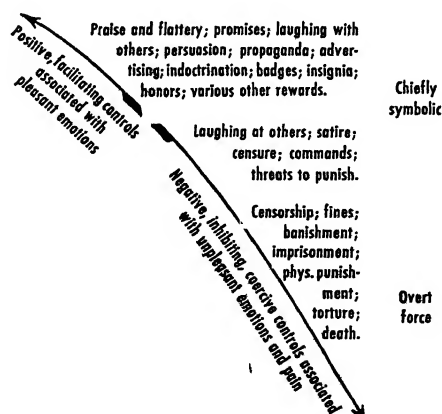 Praise and flattery; promises; laughing with
others; persuasion; propaganda; adver-
tising; indoctrination; badges; insignia;
honors; various other rewards.
Chiefly
symbolic
Positive, facilitating controls
associated with
pleasant emotions
Laughing at others; satire;
censure; commands;
threats to punish.
Negative, inhibiting, coercive controls associated
with unpleasant emotions and pain
Censorship; fines;
banishment;
imprisonment;
phys. punish-
ment;
torture;
death.
Overt
force